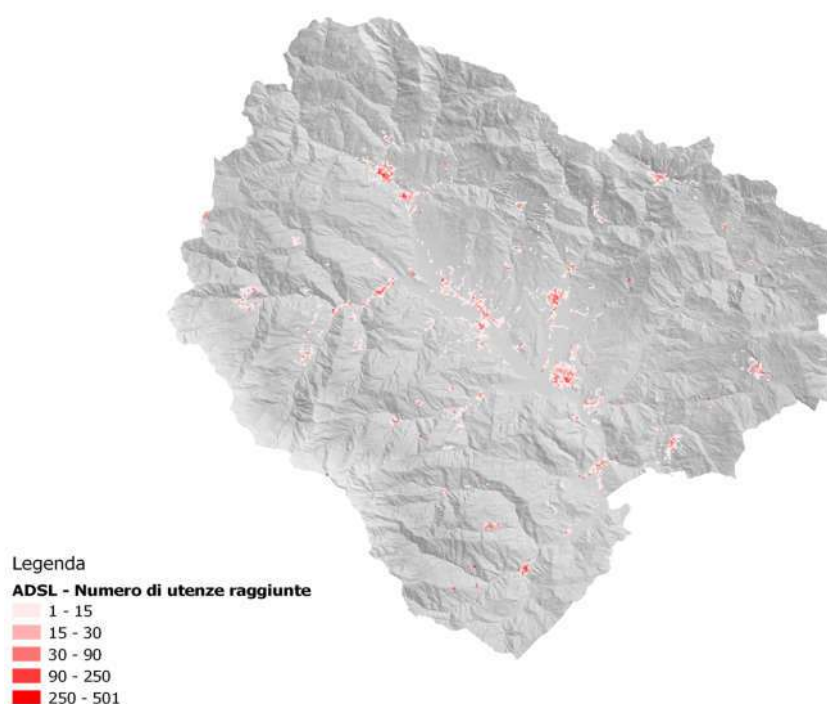 Legenda
ADSL - Numero di utenze raggiunte
1 - 15
15 - 30
30 - 90
90 - 250
250 - 501